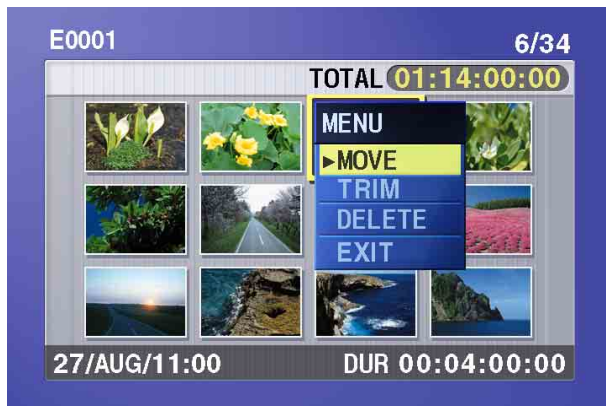 E0001
6/34
TOTAL 01:14:00:00
MENU
▸MOVE
TRIM
DELETE
EXIT
27/AUG/11:00
DUR 00:04:00:00